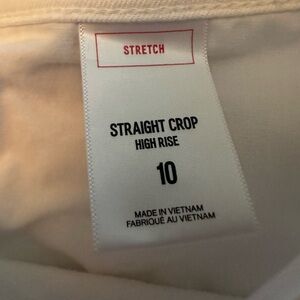 STRETCH
STRAIGHT CROP
HIGH RISE
10
MADE IN VIETNAM
FABRIQUÉ AU VIETNAM